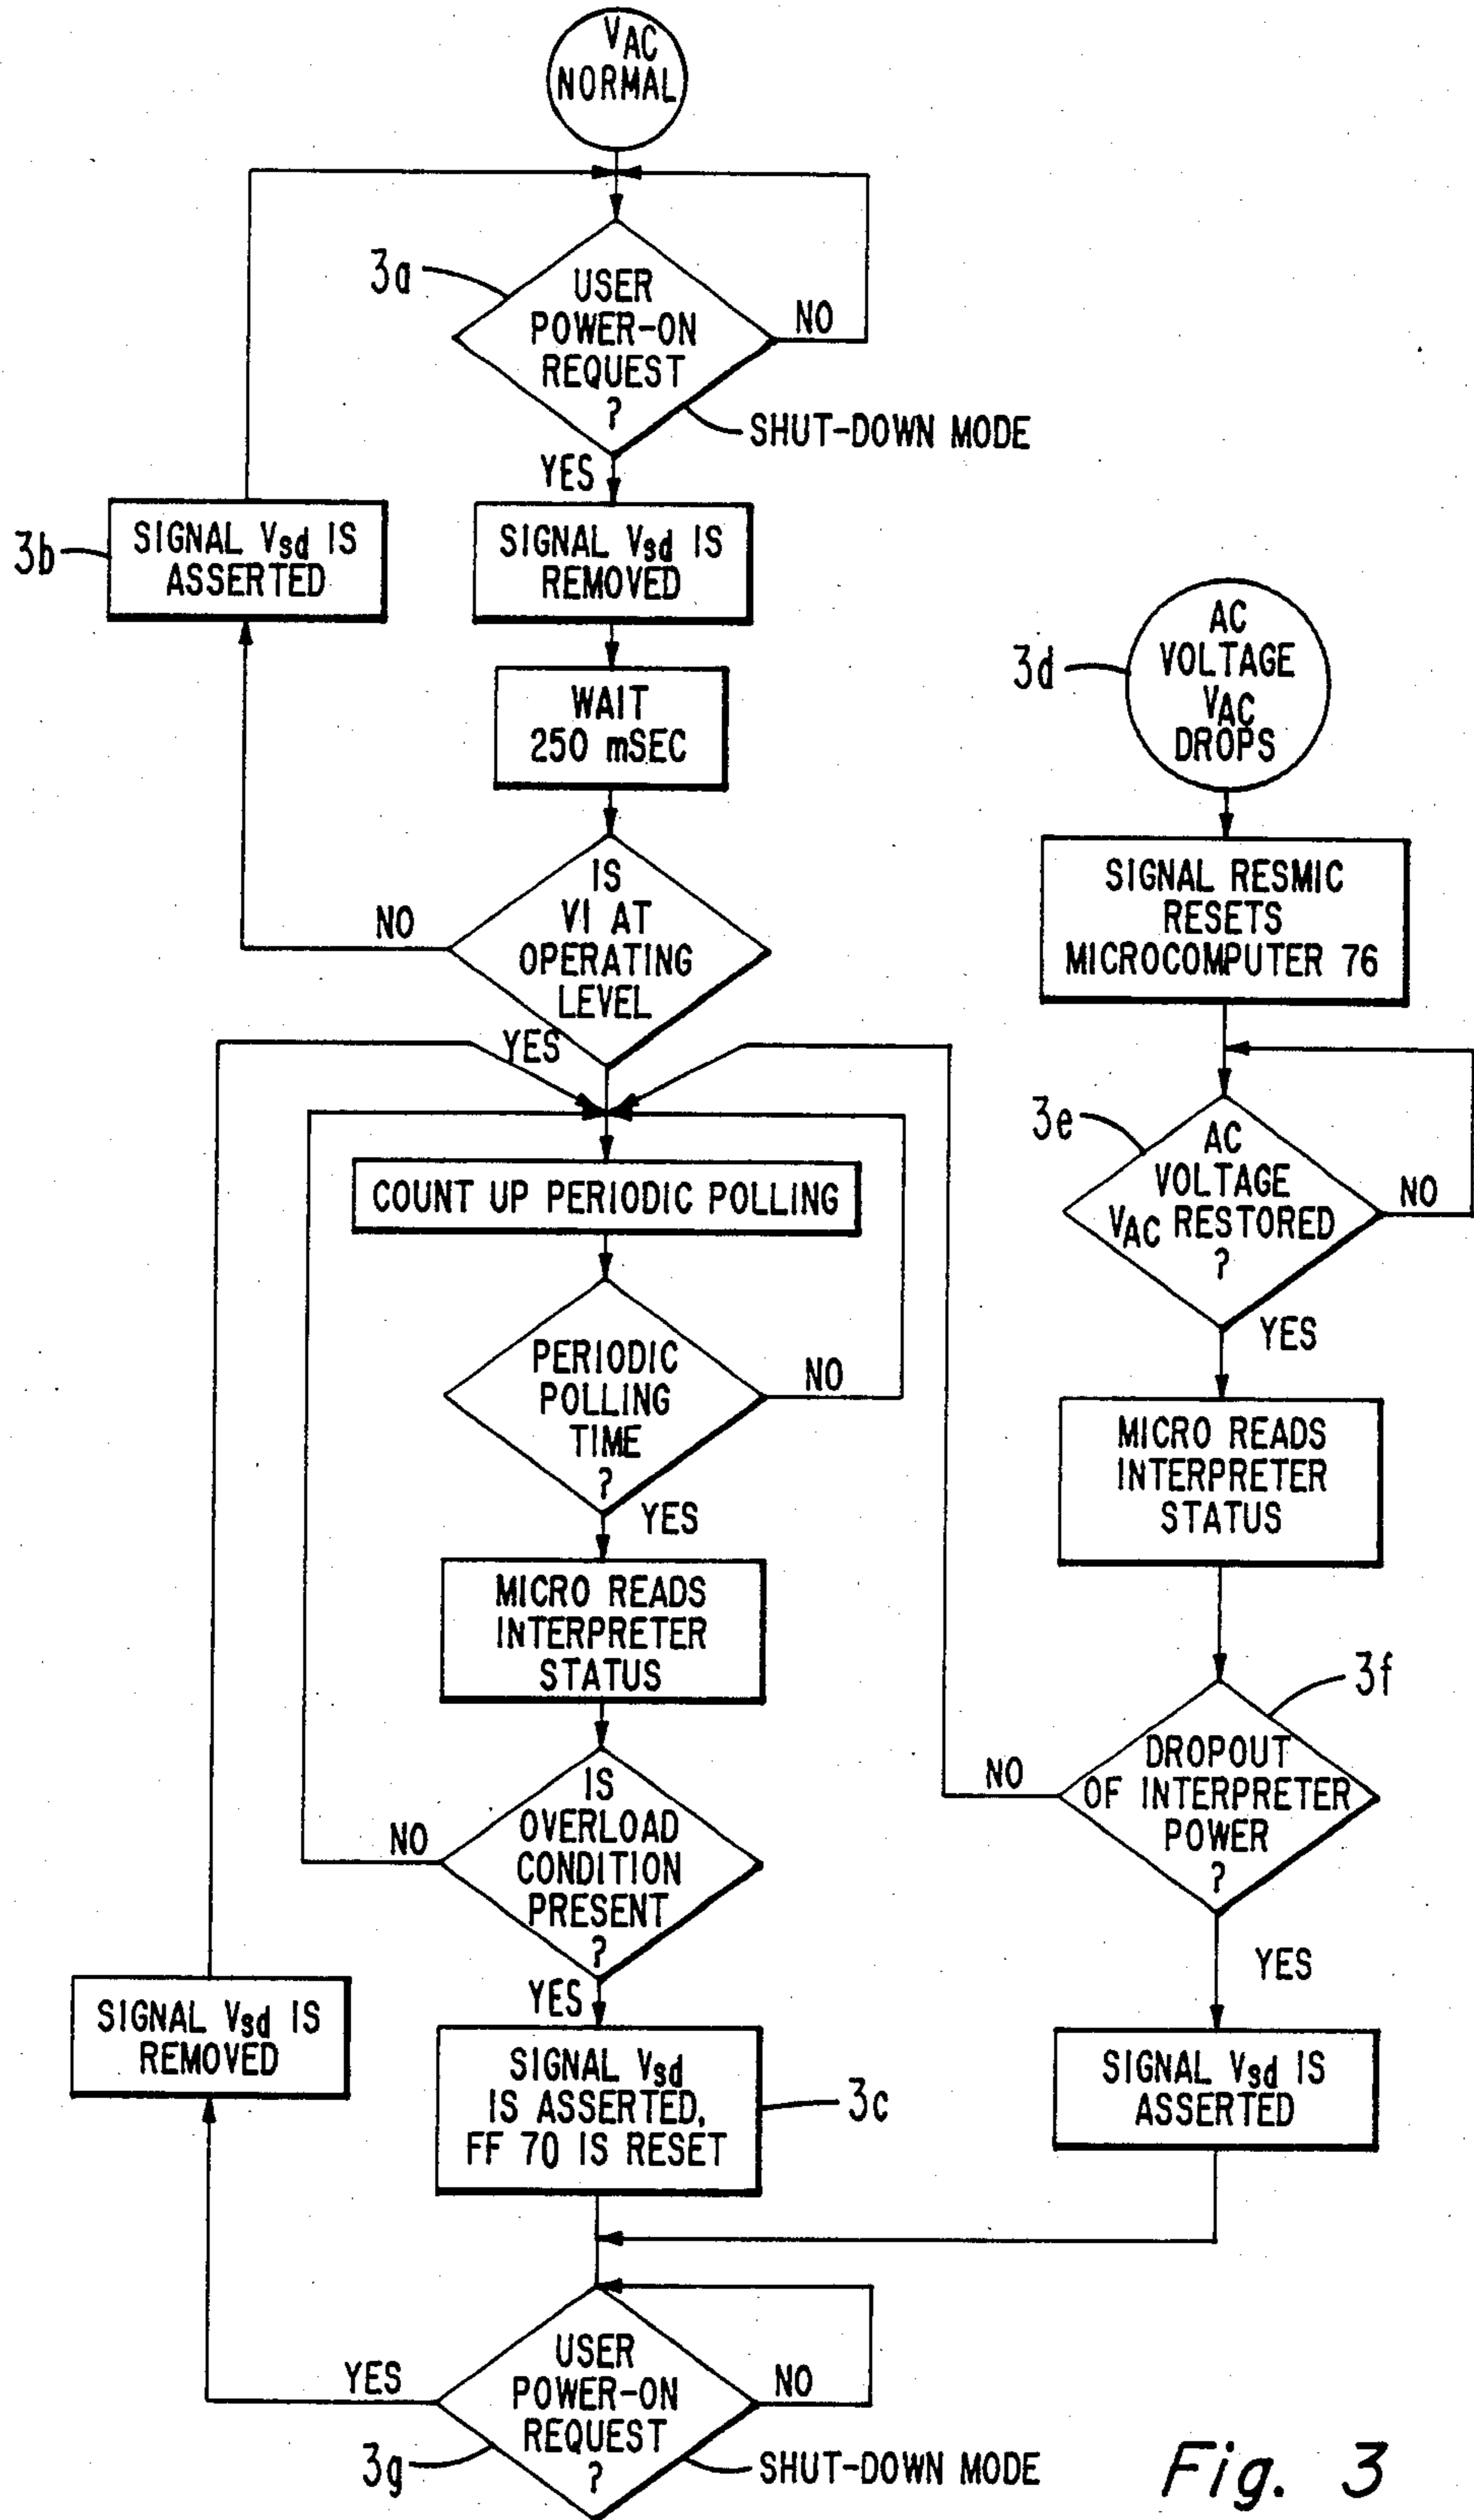 VAC
NORMAL
3a
USER
POWER-ON
REQUEST
?
NO
SHUT-DOWN MODE
YES
3b
SIGNAL Vsd IS
ASSERTED
SIGNAL Vsd IS
REMOVED
WAIT
250 mSEC
IS
V1 AT
OPERATING
LEVEL
NO
YES
COUNT UP PERIODIC POLLING
PERIODIC
POLLING
TIME
?
NO
YES
MICRO READS
INTERPRETER
STATUS
IS
OVERLOAD
CONDITION
PRESENT
?
NO
YES
SIGNAL Vsd IS
REMOVED
SIGNAL Vsd
IS ASSERTED,
FF 70 IS RESET
3c
USER
POWER-ON
REQUEST
?
YES
NO
3g
SHUT-DOWN MODE
3d
AC
VOLTAGE
VAC
DROPS
SIGNAL RESMIC
RESETS
MICROCOMPUTER 76
3e
AC
VOLTAGE
VAC RESTORED
?
NO
YES
MICRO READS
INTERPRETER
STATUS
3f
DROPOUT
OF INTERPRETER
POWER
?
NO
YES
SIGNAL Vsd IS
ASSERTED
Fig. 3